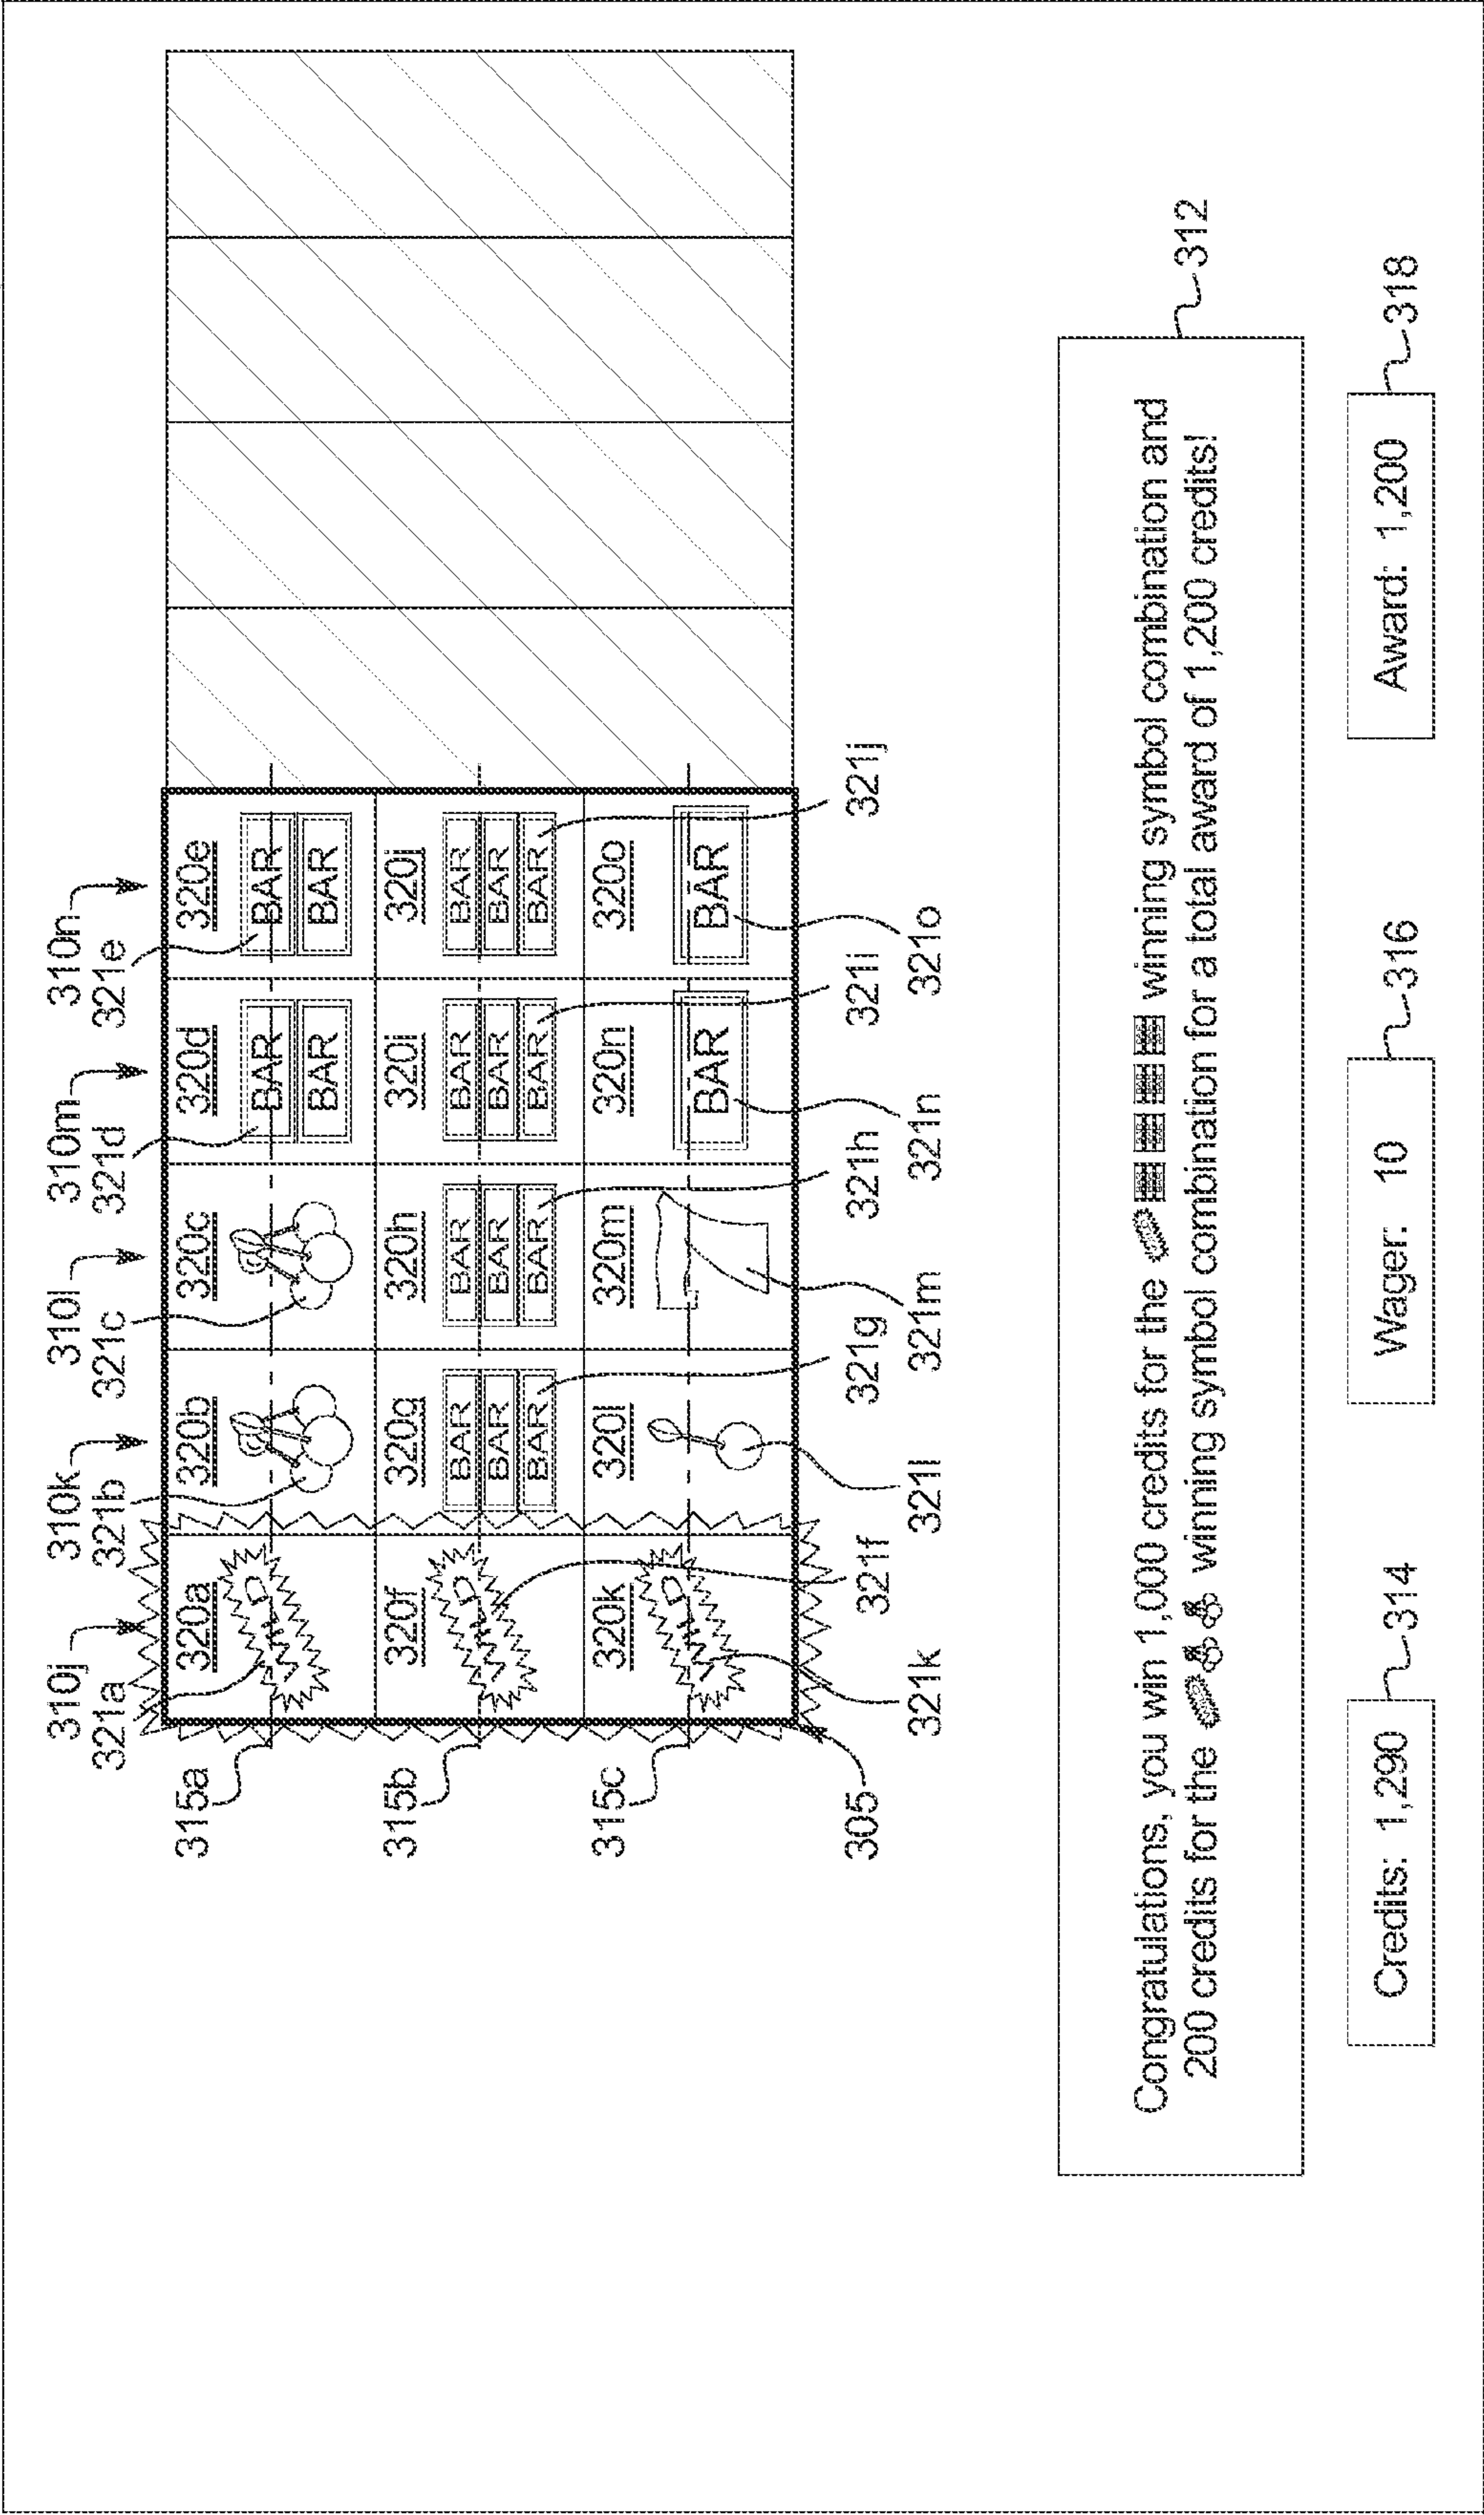 310j 310k 310l 310m 310n
321a 321b 321c 321d 321e
315a 320a 320b 320c 320d 320e
WILD BAR BAR
BAR BAR
315b 320f 320g 320h 320i 320j
WILD BAR BAR BAR BAR
BAR BAR BAR BAR
BAR BAR BAR BAR
315c 320k 320l 320m 320n 320o
WILD BAR BAR
305 321f 321g 321h 321i 321j
321k 321l 321m 321n 321o
312
Congratulations, you win 1,000 credits for the winning symbol combination and
200 credits for the winning symbol combination for a total award of 1,200 credits!
314 316 318
Credits: 1,290 Wager: 10 Award: 1,200